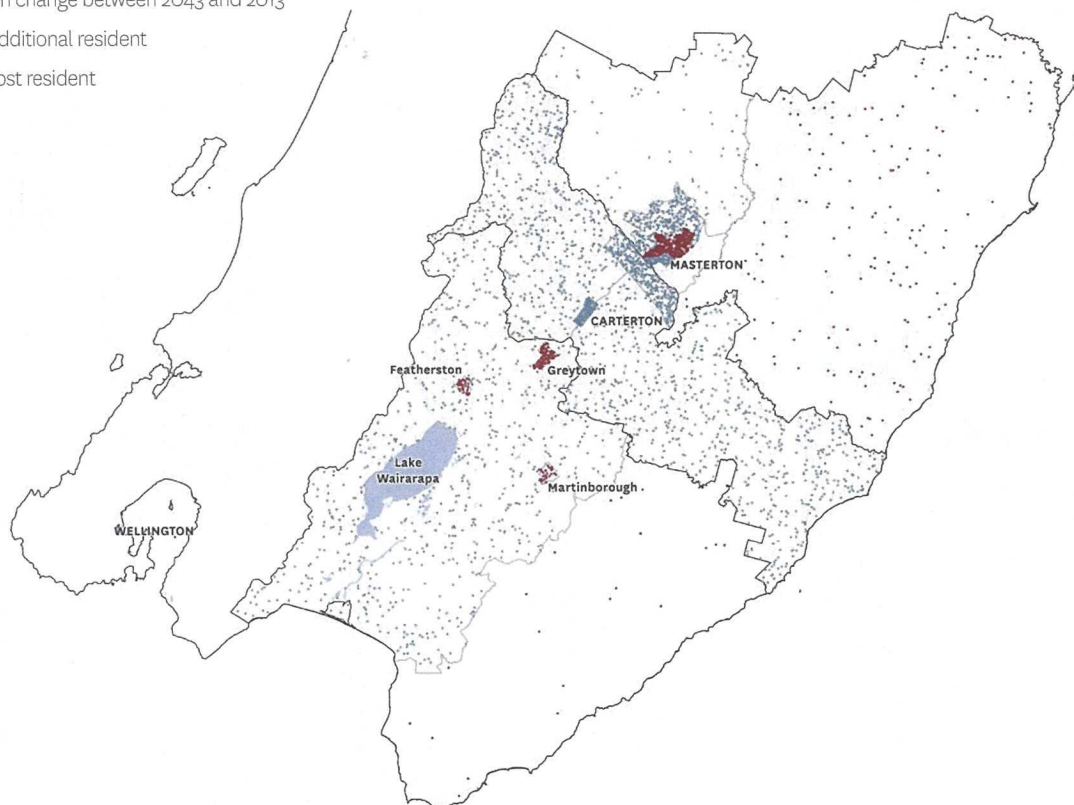 n change between 2043 and 2013
dditional resident
ost resident
MASTERTON
CARTERTON
Featherston
Greytown
Lake
Wairarapa
Martinborough
WELLINGTON